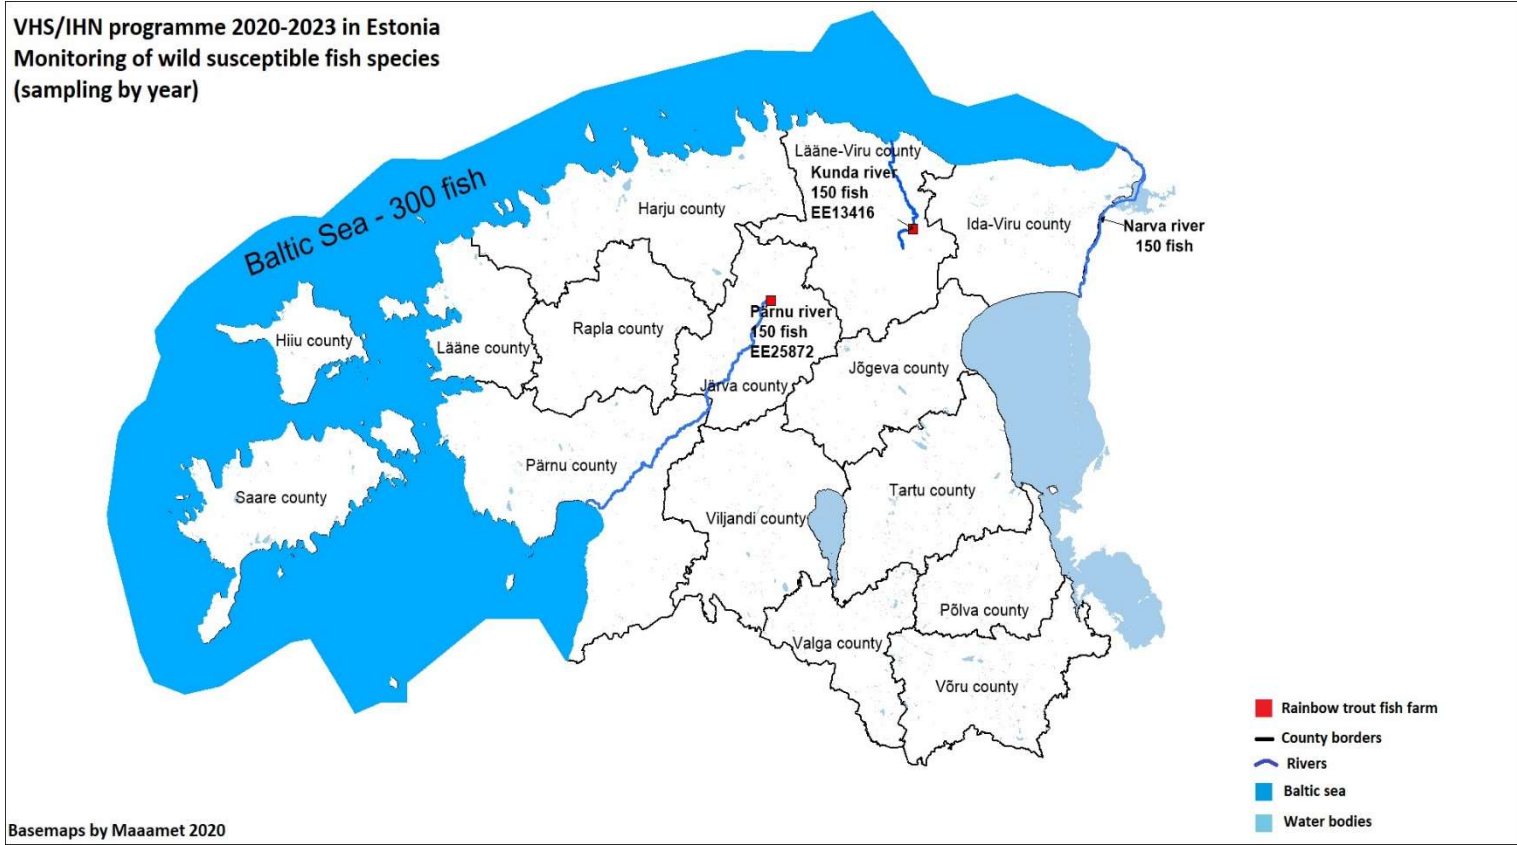 VHS/IHN programme 2020-2023 in Estonia
Monitoring of wild susceptible fish species
(sampling by year)
Baltic Sea - 300 fish
Lääne-Viru county
Kunda river
150 fish
EE13416
Harju county
Ida-Viru county
Narva river
150 fish
Pärnu river
150 fish
EE25872
Hiiu county
Lääne county
Rapla county
Järva county
Jõgeva county
Saare county
Pärnu county
Viljandi county
Tartu county
Põlva county
Valga county
Võru county
Rainbow trout fish farm
County borders
Rivers
Baltic sea
Water bodies
Basemaps by Maaamet 2020